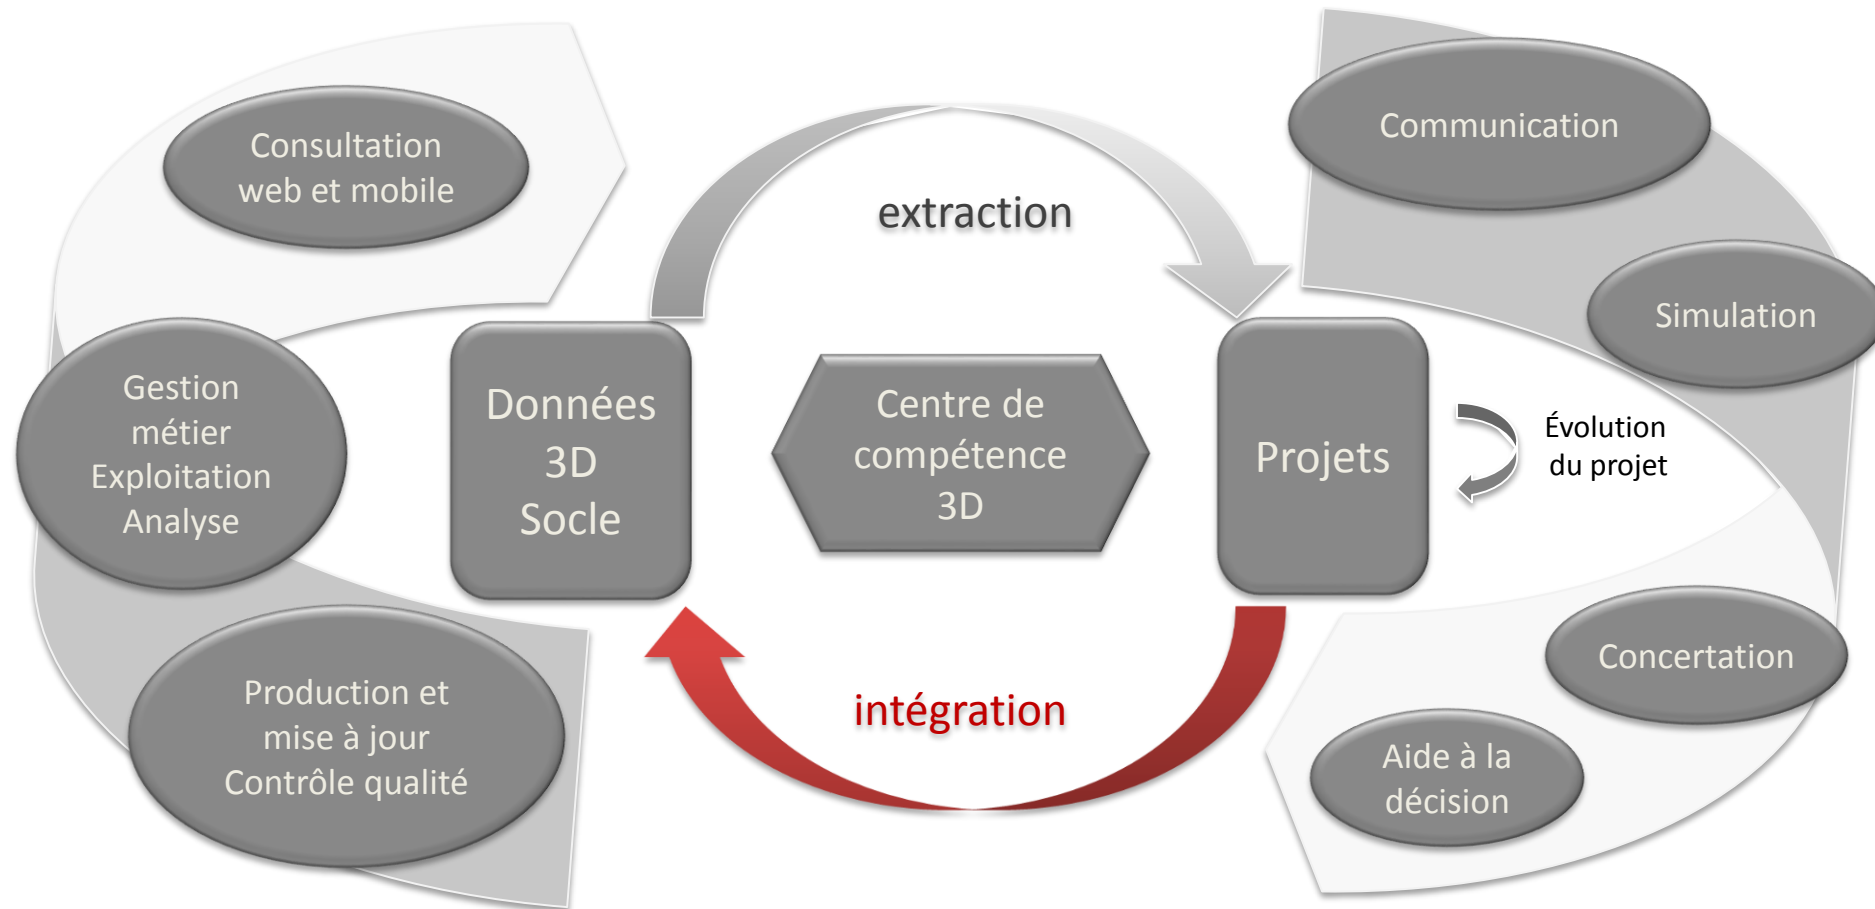 Consultation
web et mobile
Gestion
métier
Exploitation
Analyse
Production et
mise à jour
Contrôle qualité
Données
3D
Socle
extraction
Centre de
compétence
3D
intégration
Projets
Évolution
du projet
Communication
Simulation
Concertation
Aide à la
décision